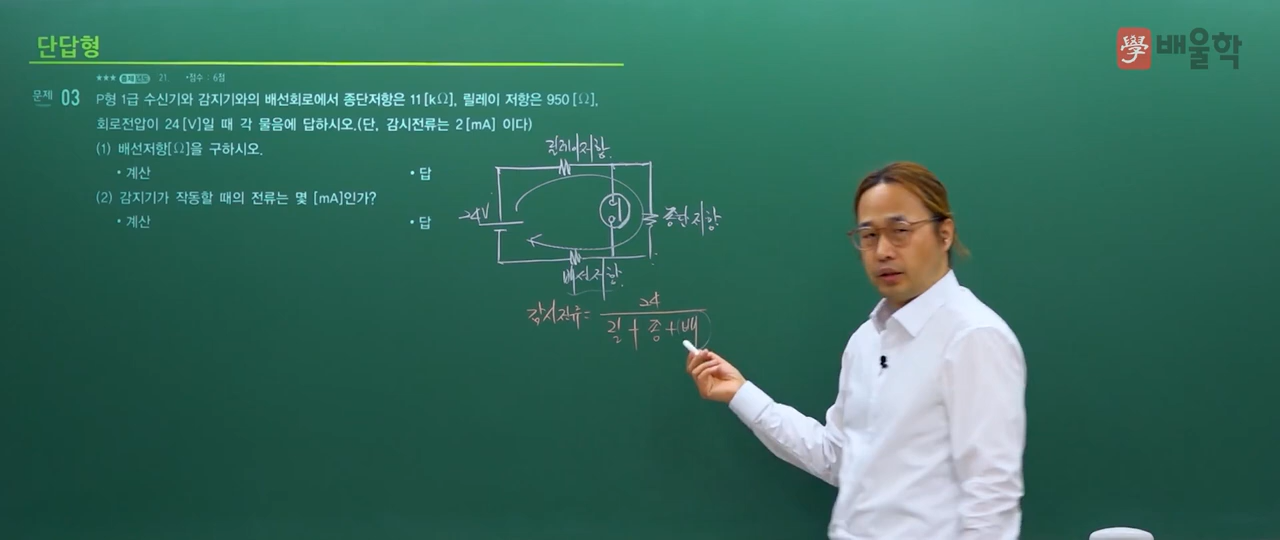 단답형
學 배울학
★★★ 출제년도 21. •점수 : 6점
문제 03 P형 1급 수신기와 감지기와의 배선회로에서 종단저항은 11[kΩ], 릴레이 저항은 950[Ω],
회로전압이 24[V]일 때 각 물음에 답하시오.(단, 감시전류는 2[mA] 이다)
(1) 배선저항[Ω]을 구하시오.
• 계산 • 답
(2) 감지기가 작동할 때의 전류는 몇 [mA]인가?
• 계산 • 답
릴레이저항
24V
종단저항
배선저항
감시전류 = 24
릴 + 종 + 배